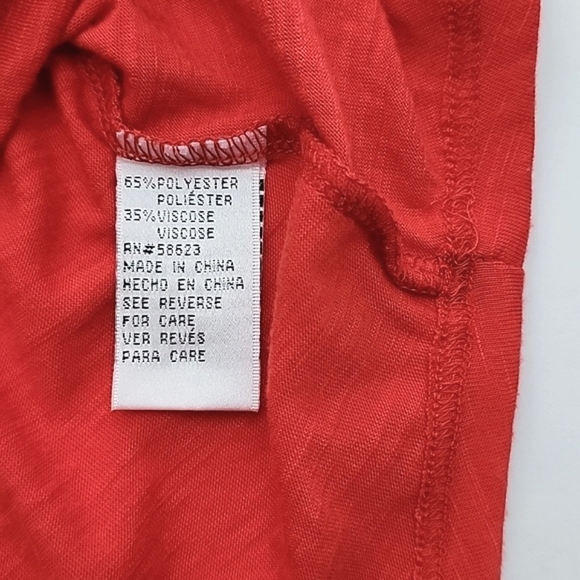 65%POLYESTER
POLIÉSTER
35%VISCOSE
VISCOSE
RN#58623
MADE IN CHINA
HECHO EN CHINA
SEE REVERSE
FOR CARE
VER REVÉS
PARA CARE